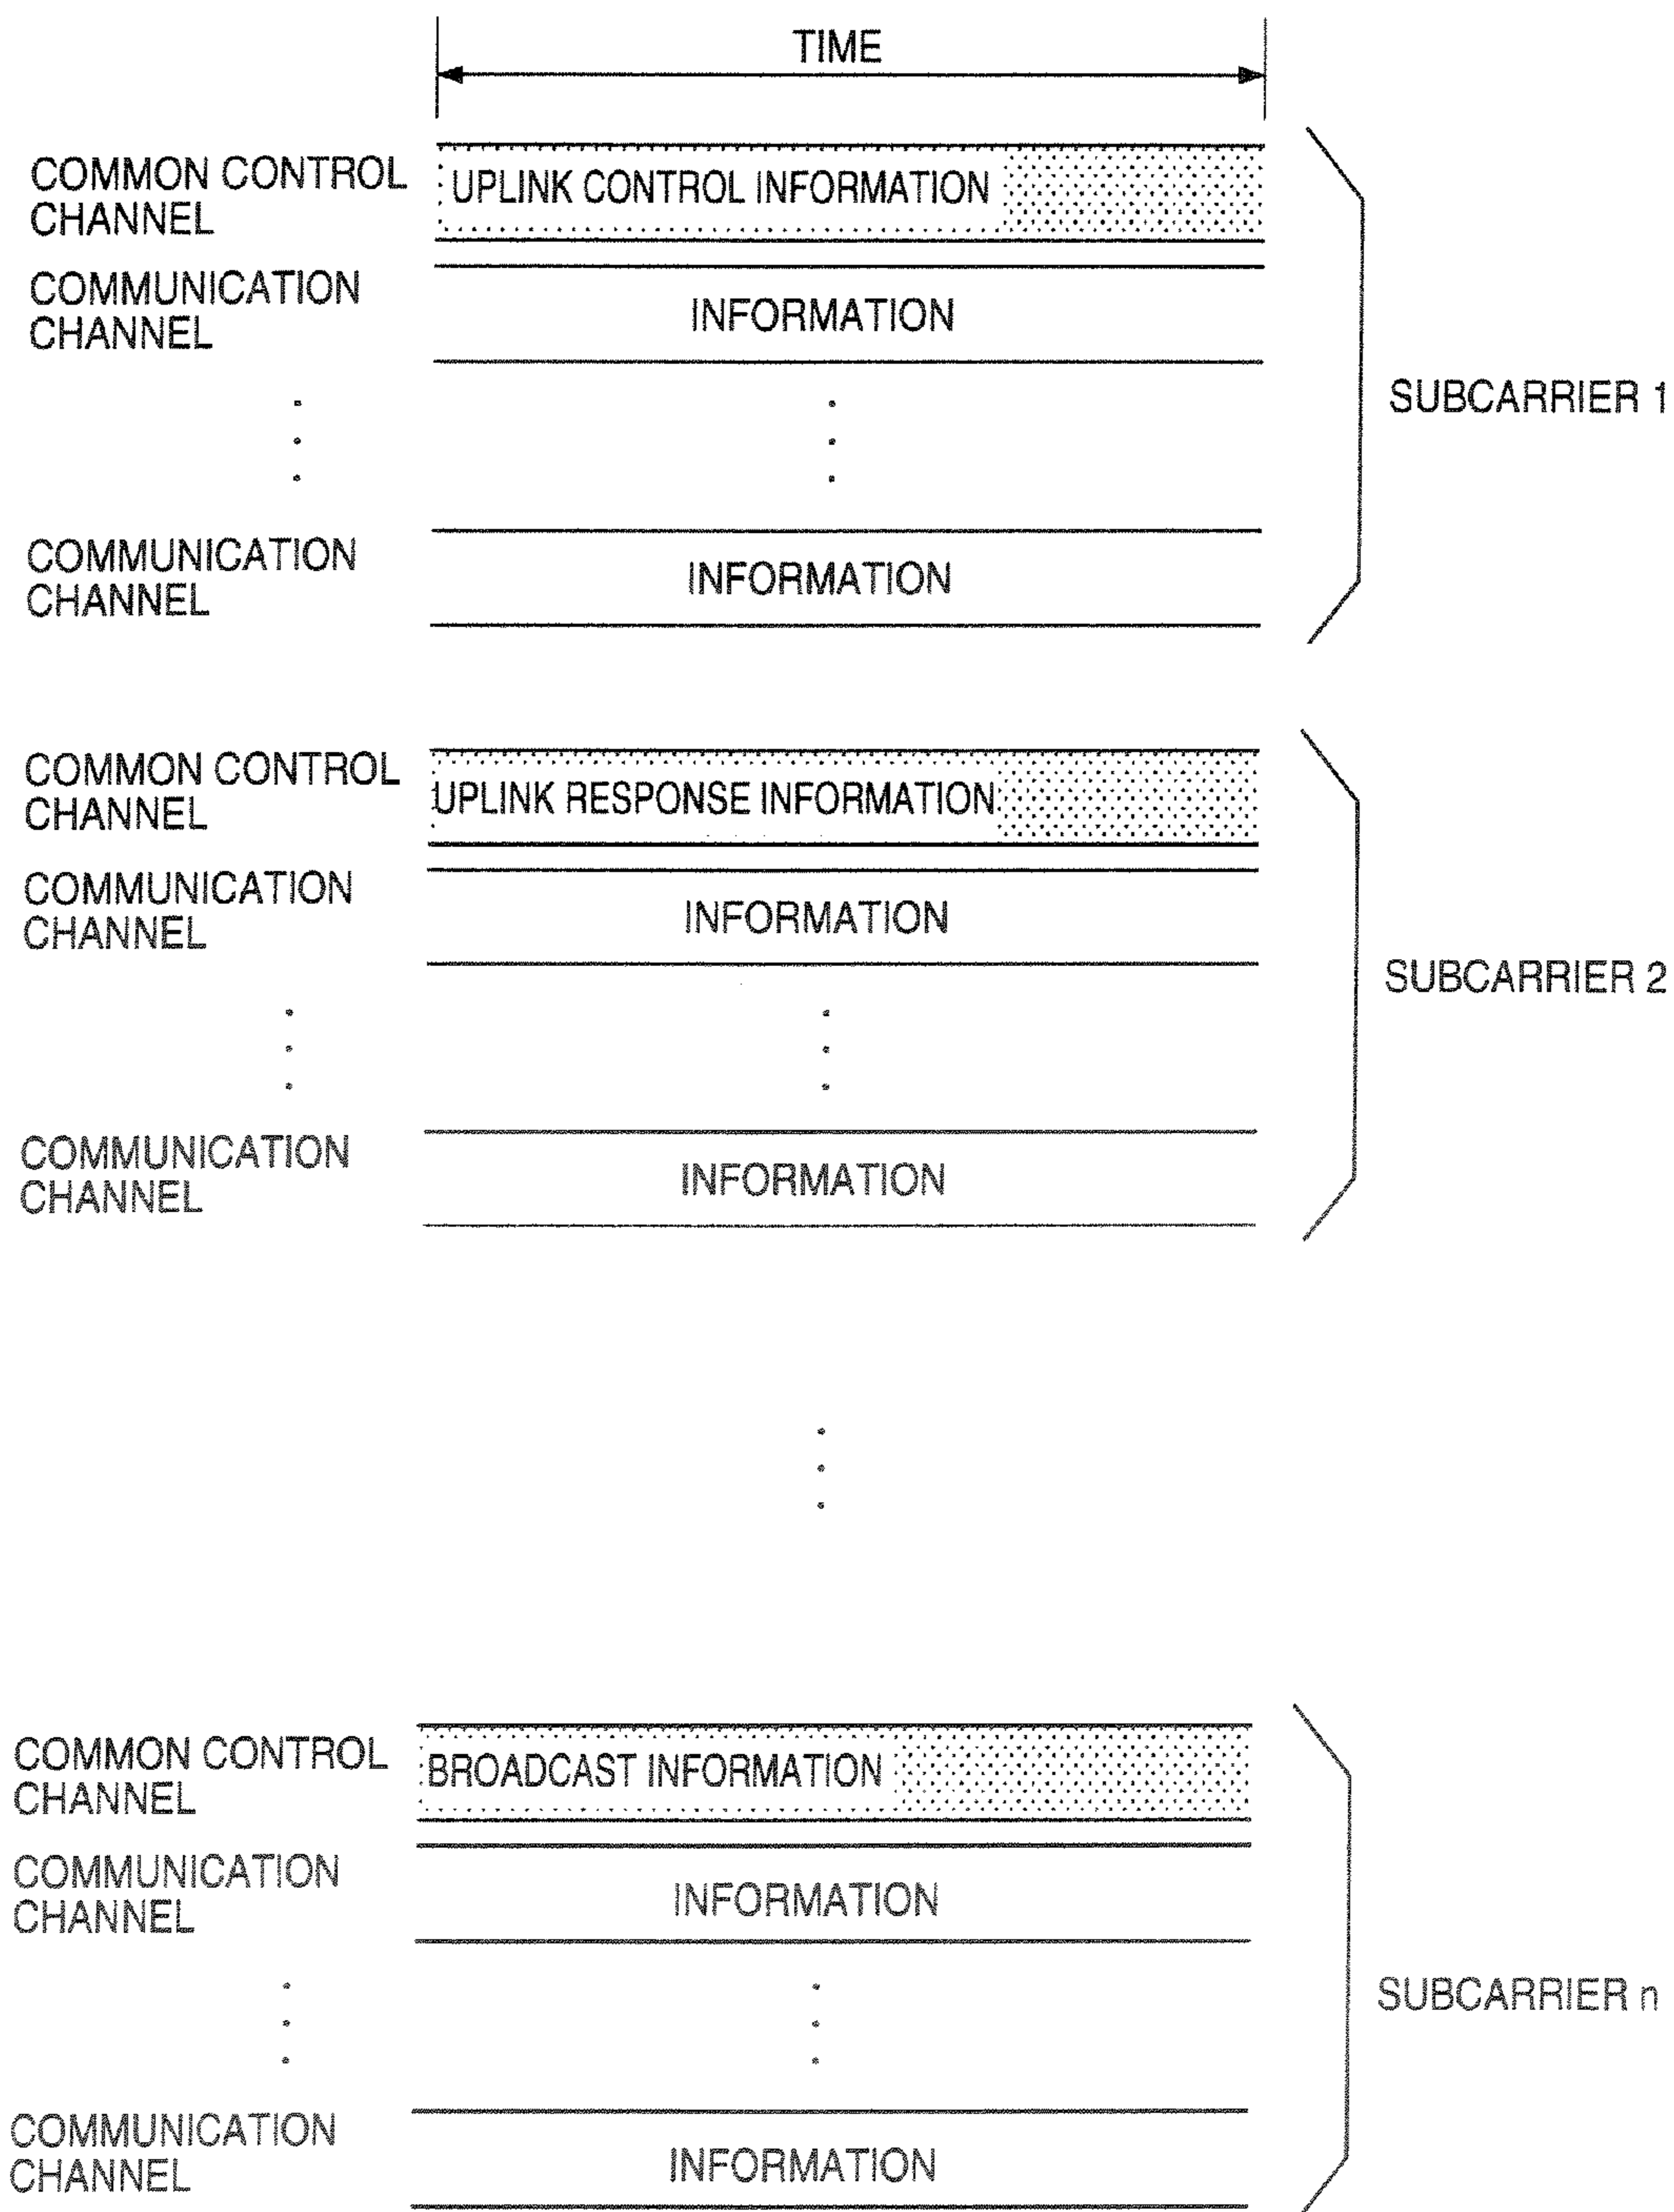 TIME
COMMON CONTROL
CHANNEL
UPLINK CONTROL INFORMATION
COMMUNICATION
CHANNEL
INFORMATION
SUBCARRIER 1
COMMUNICATION
CHANNEL
INFORMATION
COMMON CONTROL
CHANNEL
UPLINK RESPONSE INFORMATION
COMMUNICATION
CHANNEL
INFORMATION
SUBCARRIER 2
COMMUNICATION
CHANNEL
INFORMATION
COMMON CONTROL
CHANNEL
BROADCAST INFORMATION
COMMUNICATION
CHANNEL
INFORMATION
SUBCARRIER n
COMMUNICATION
CHANNEL
INFORMATION